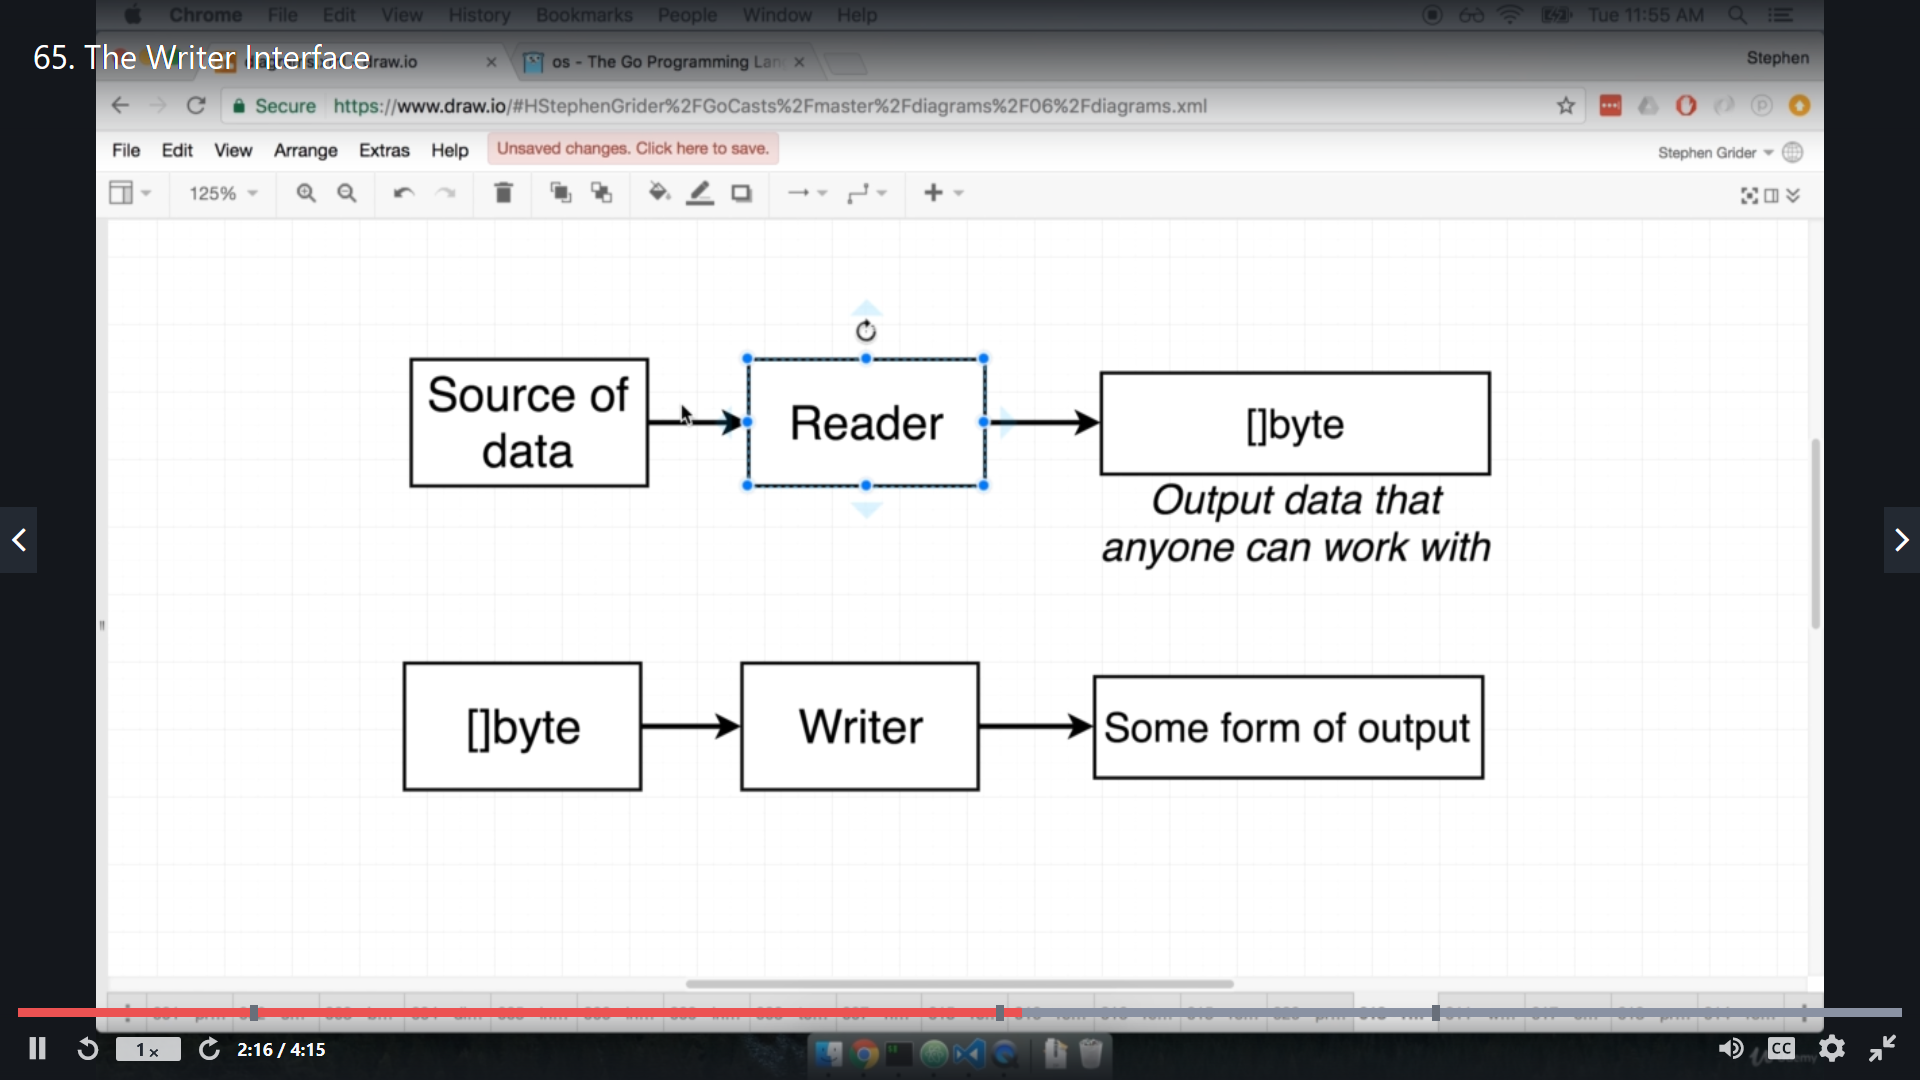 Chrome File Edit View History Bookmarks People Window Help Tue 11:55 AM
65. The Writer Interface
draw.io
os - The Go Programming Lan
Stephen
Secure https://www.draw.io/#HStephenGrider%2FGoCasts%2Fmaster%2Fdiagrams%2F06%2Fdiagrams.xml
File Edit View Arrange Extras Help Unsaved changes. Click here to save. Stephen Grider
125%
Source of
data
Reader
[]byte
Output data that
anyone can work with
[]byte
Writer
Some form of output
1x 2:16 / 4:15
CC